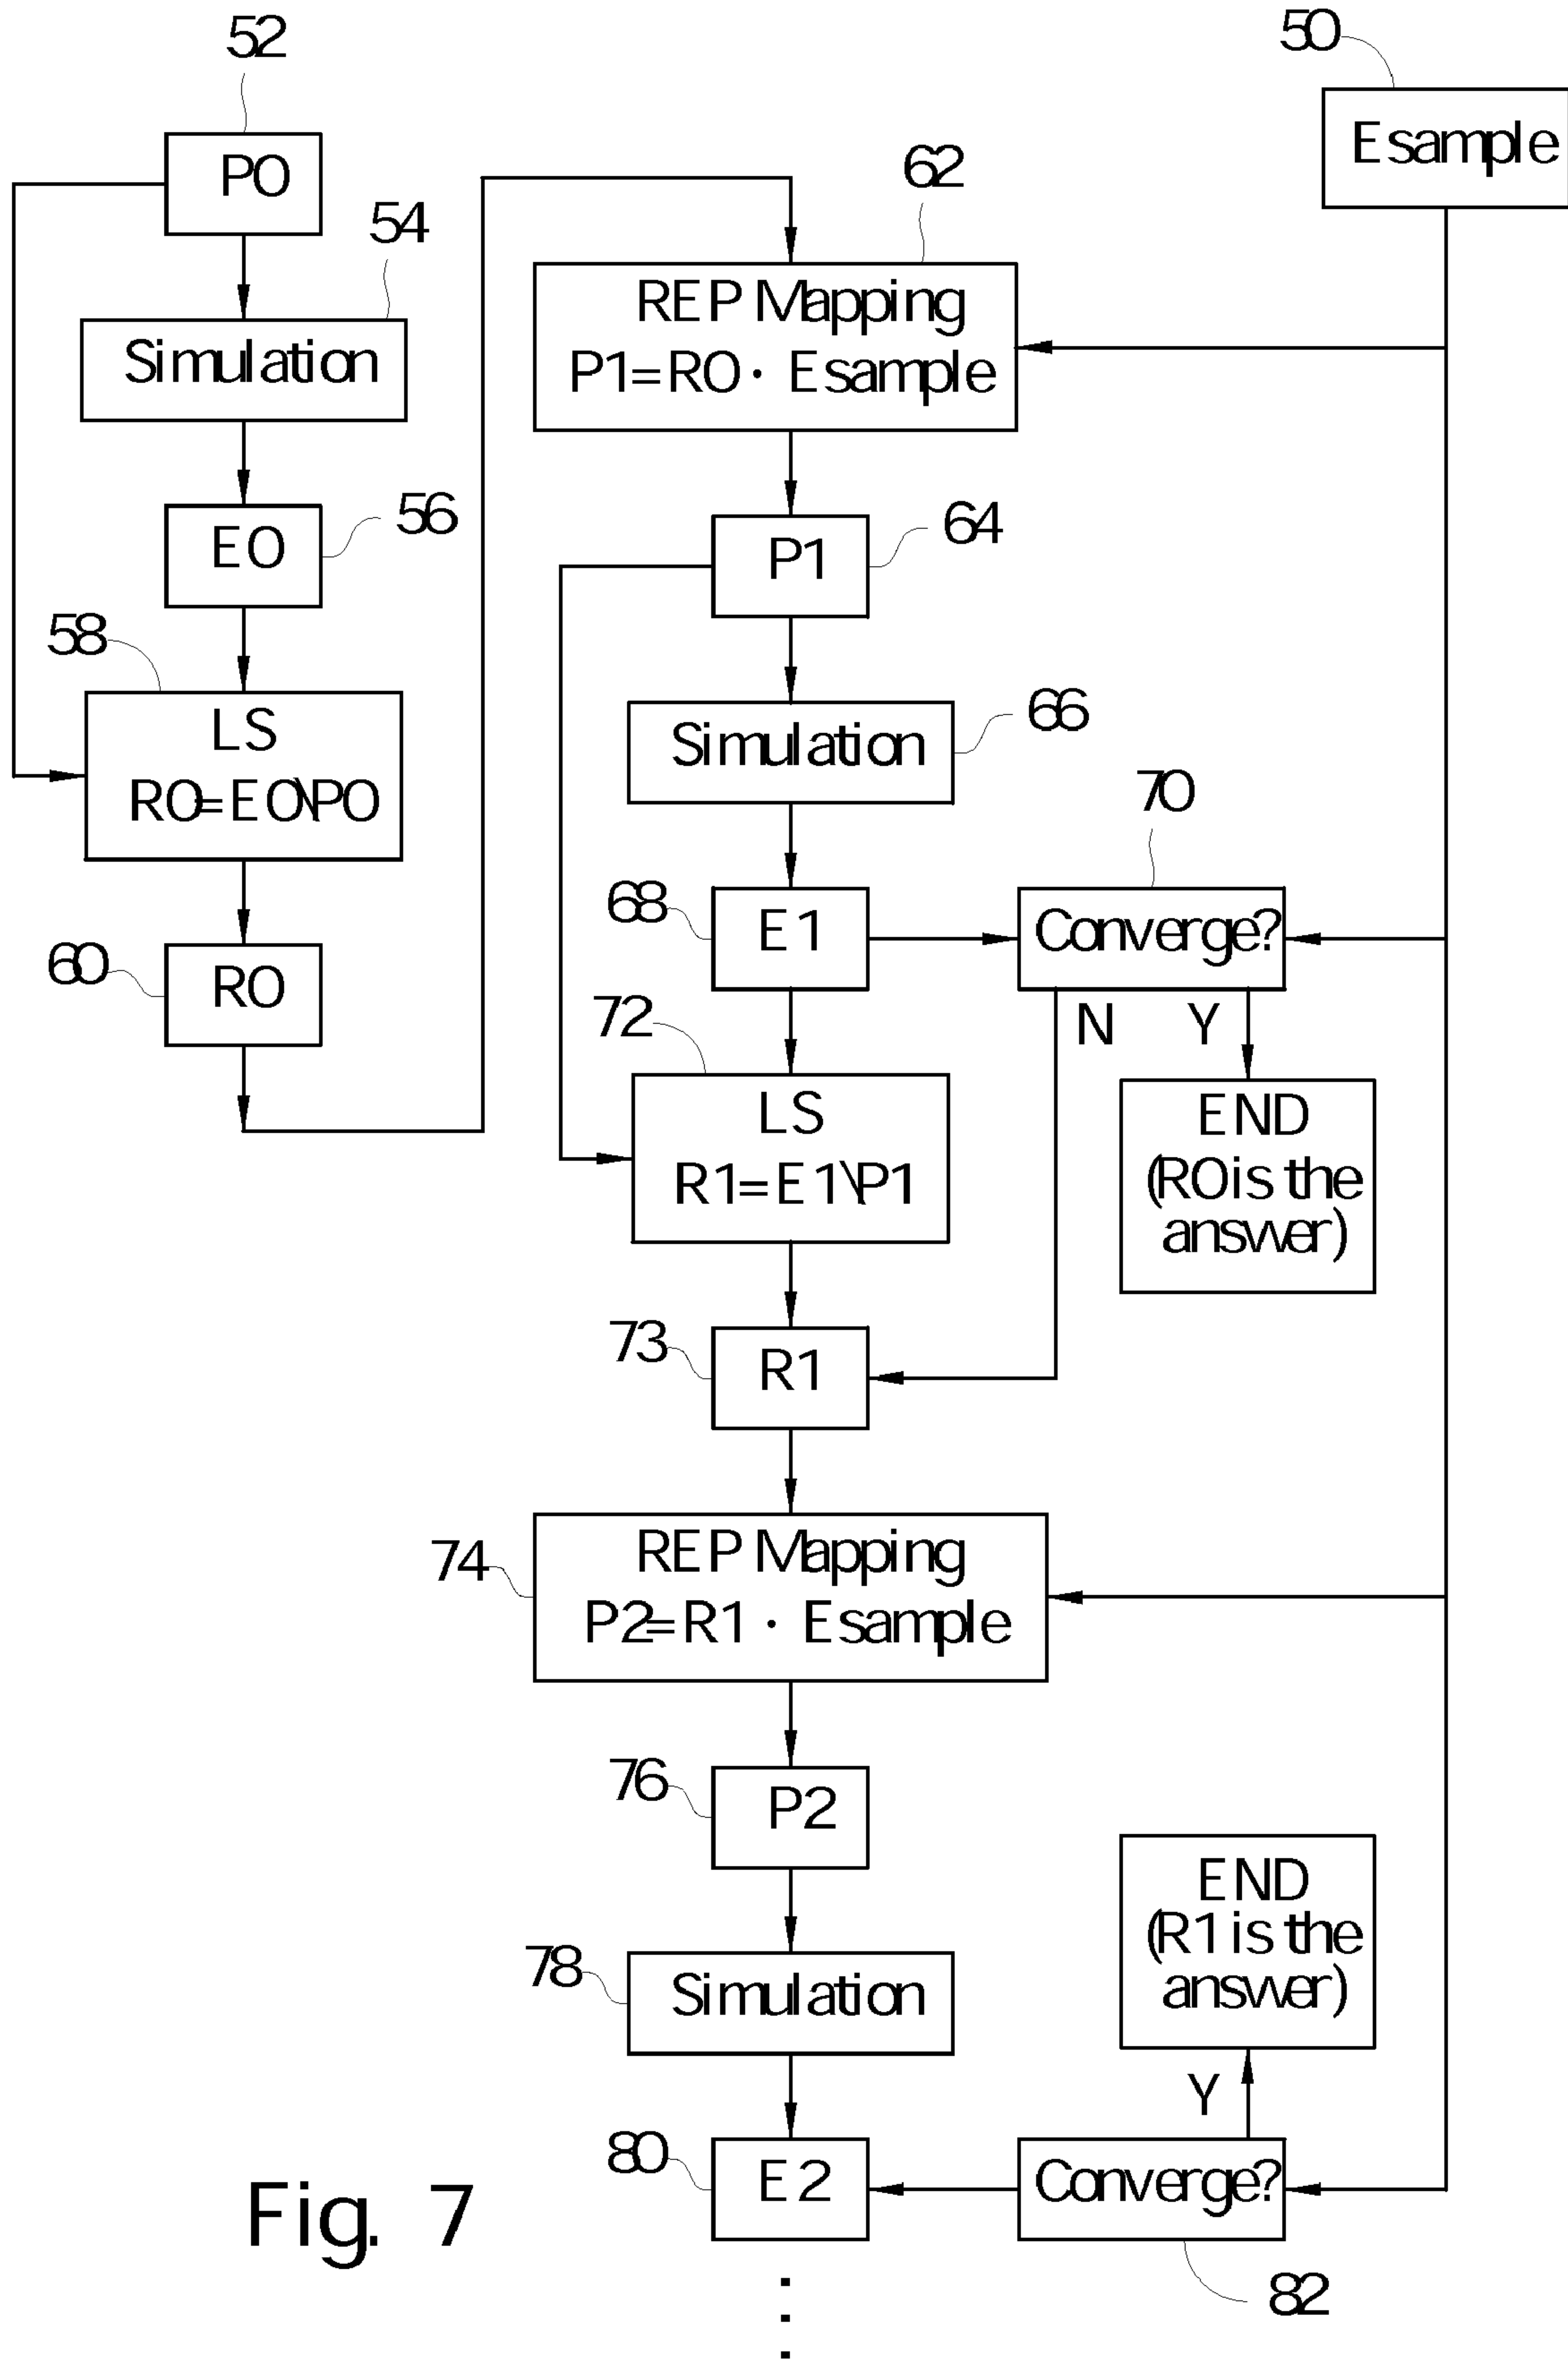 52
P0
54
Simulation
56
E0
58
LS
R0=E0\P0
60
R0
50
Esample
62
REP Mapping
P1=R0· Esample
64
P1
66
Simulation
68
E1
70
Converge?
N
Y
END
(R0 is the
answer)
72
LS
R1=E1\P1
73
R1
74
REP Mapping
P2=R1· Esample
76
P2
78
Simulation
80
E2
END
(R1 is the
answer)
Y
Converge?
82
Fig. 7